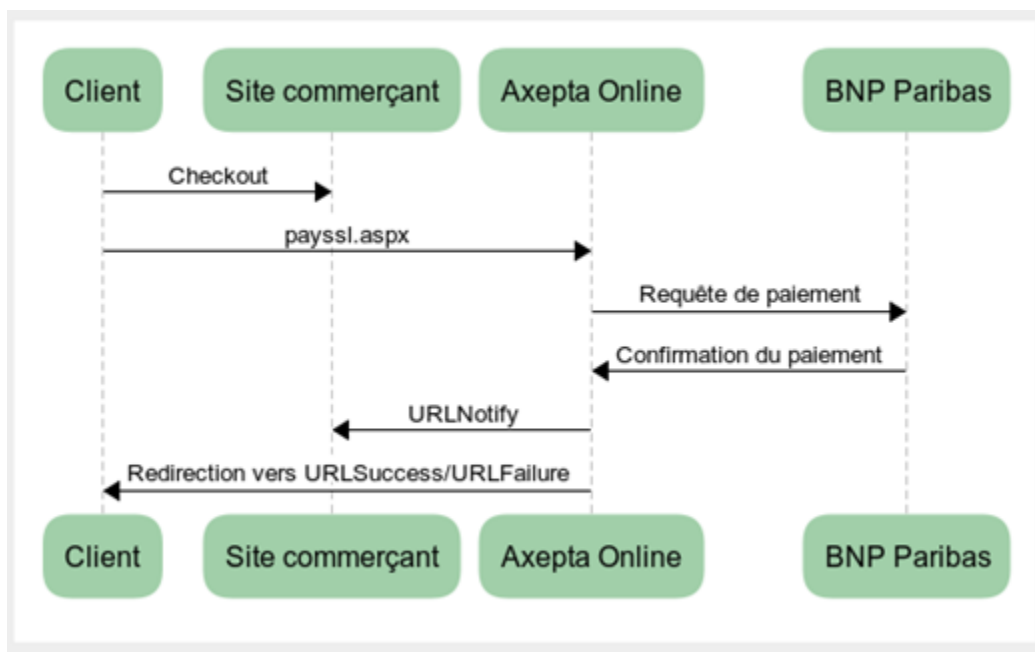 Client
Site commerçant
Axepta Online
BNP Paribas
Checkout
payssl.aspx
Requête de paiement
Confirmation du paiement
URLNotify
Redirection vers URLSuccess/URLFailure
Client
Site commerçant
Axepta Online
BNP Paribas